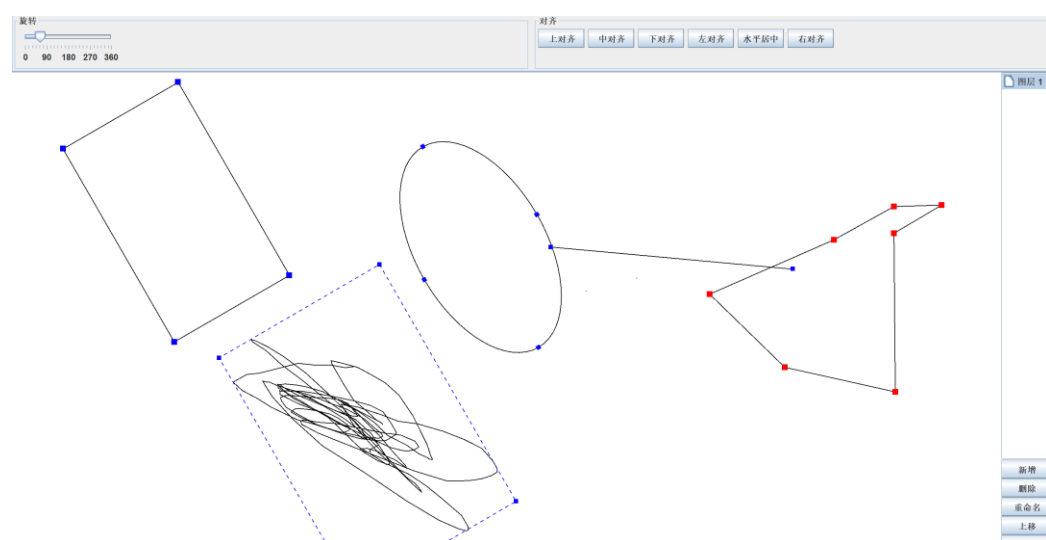 旋转
0 90 180 270 360
对齐
上对齐 中对齐 下对齐 左对齐 水平居中 右对齐
图层 1
新增
删除
重命名
上移